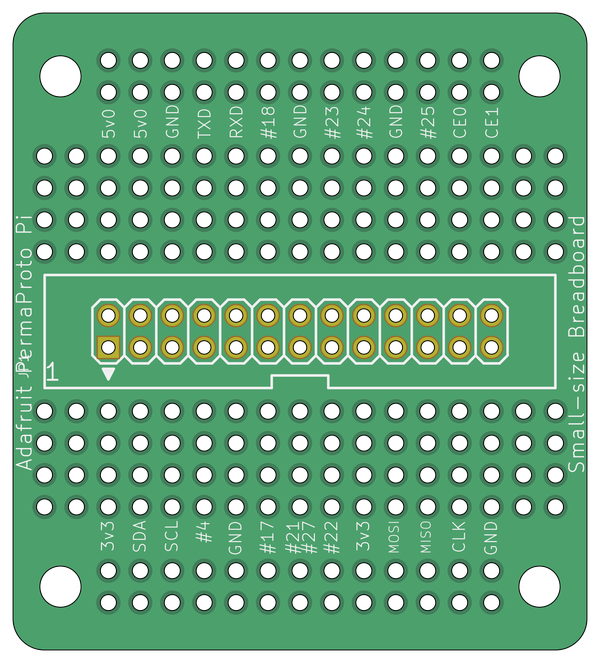 5v0
5v0
GND
TXD
RXD
#18
GND
#23
#24
GND
#25
CE0
CE1
Adafruit PermaProto Pi
1
Small-size Breadboard
3v3
SDA
SCL
#4
GND
#17
#21
#27
#22
3v3
MOSI
MISO
CLK
GND